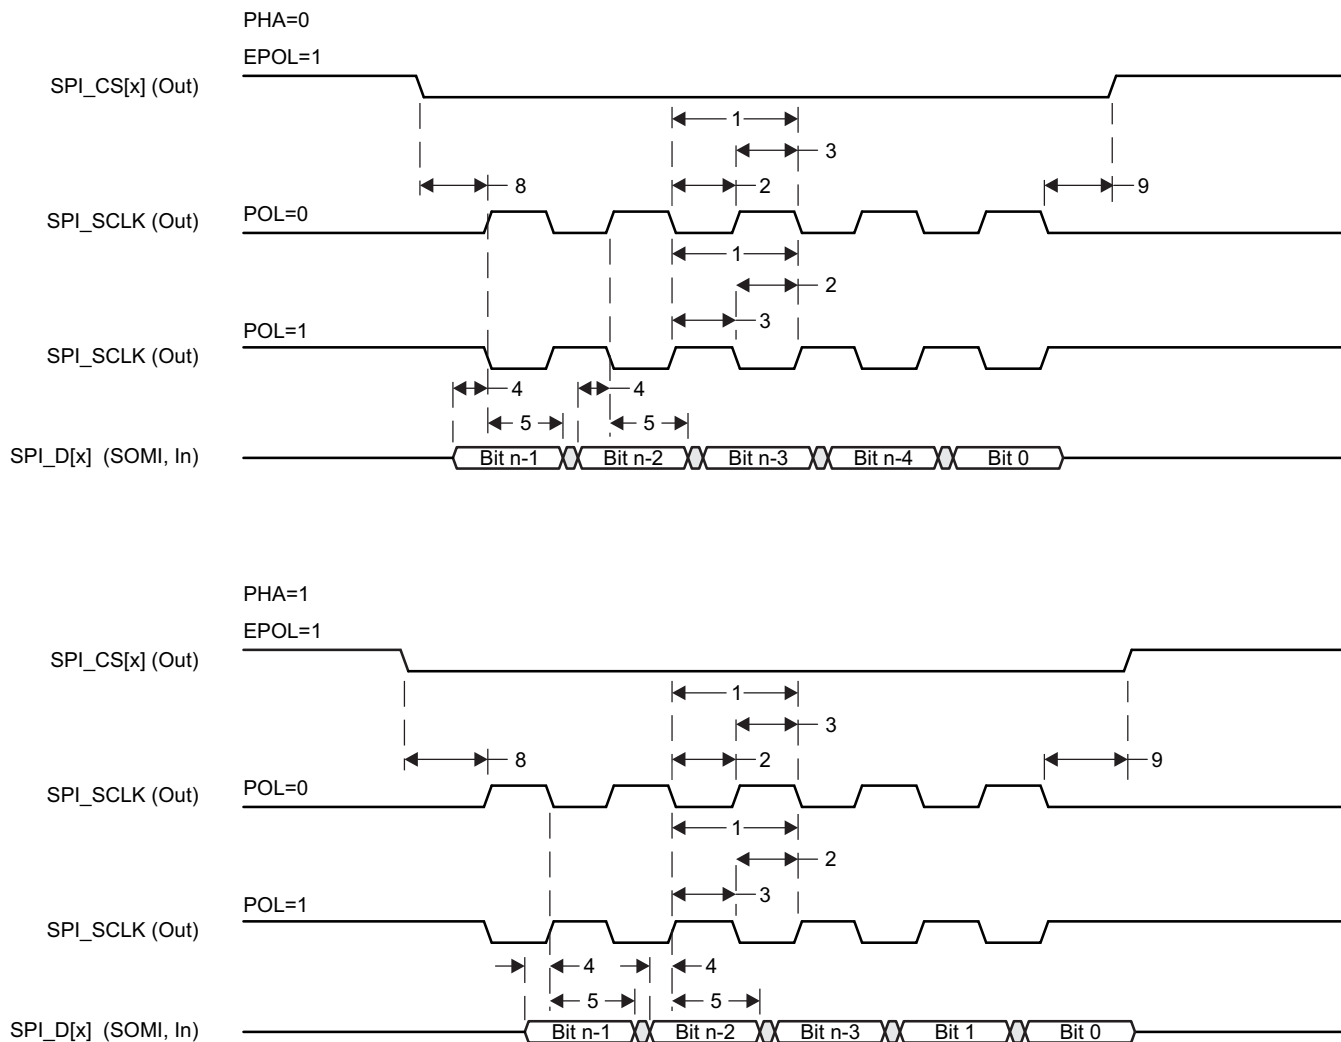 PHA=0
EPOL=1
SPI_CS[x] (Out)
1
3
8
2
9
POL=0
SPI_SCLK (Out)
1
2
3
POL=1
SPI_SCLK (Out)
4
4
5
5
SPI_D[x] (SOMI, In)
Bit n-1
Bit n-2
Bit n-3
Bit n-4
Bit 0
PHA=1
EPOL=1
SPI_CS[x] (Out)
1
3
8
2
9
POL=0
SPI_SCLK (Out)
1
2
3
POL=1
SPI_SCLK (Out)
4
4
5
5
SPI_D[x] (SOMI, In)
Bit n-1
Bit n-2
Bit n-3
Bit 1
Bit 0